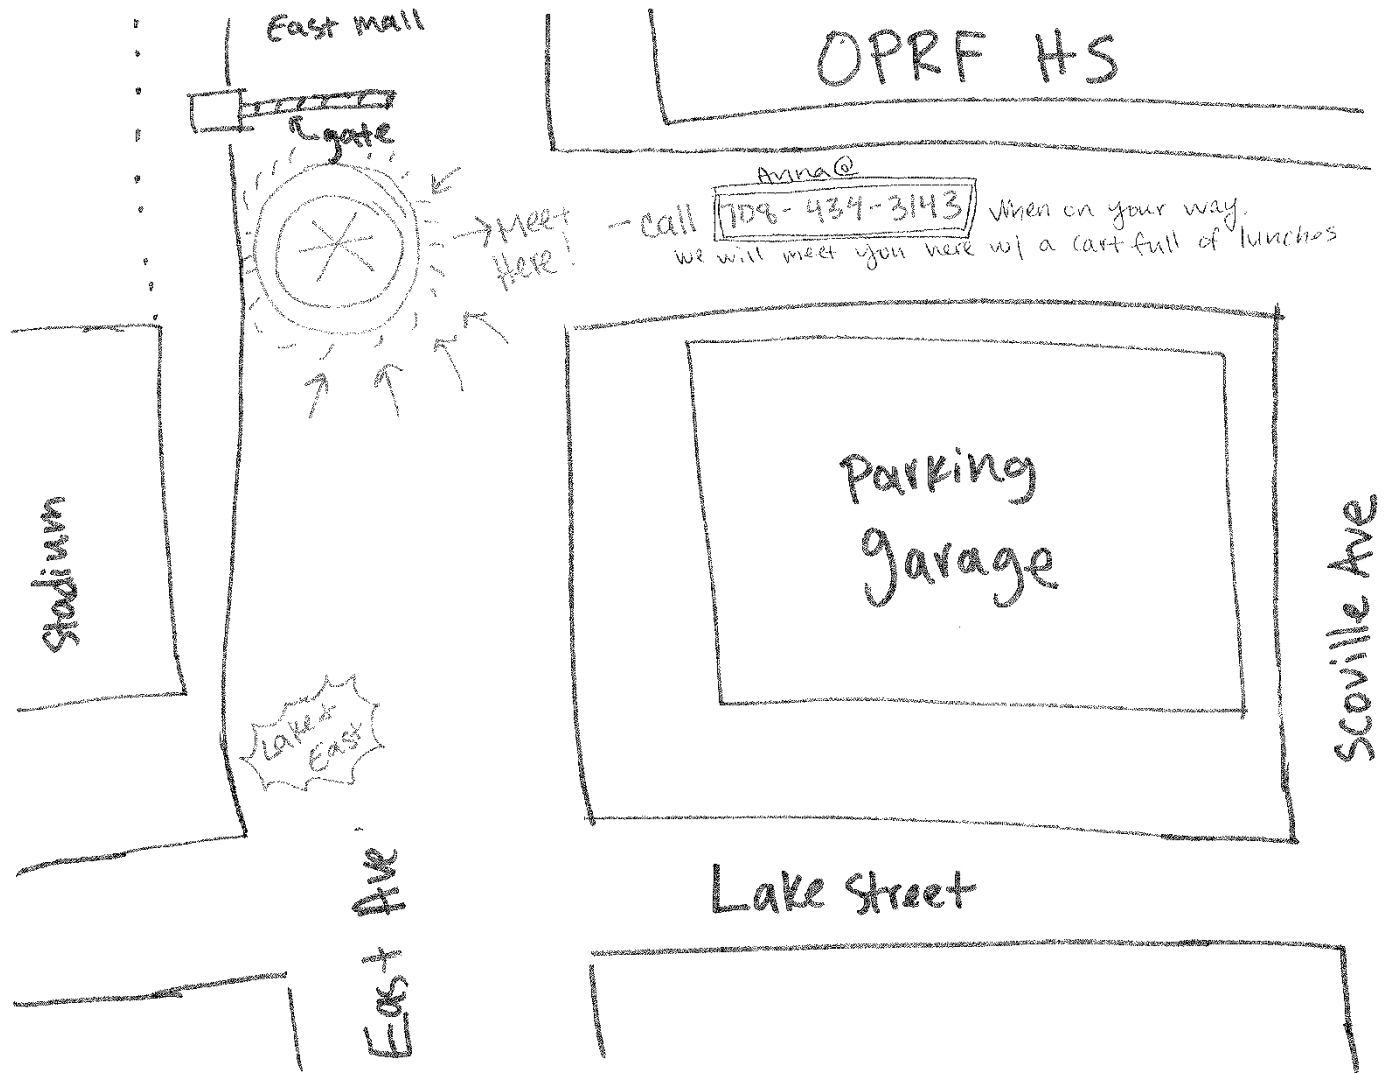 East Mall
OPRF HS
gate
Anna@
Meet
Here!
- call 708-434-3143 when on your way.
we will meet you here w/ a cart full of lunches
Parking
garage
Stadium
Scoville Ave
Lake &
East
East Ave
Lake Street